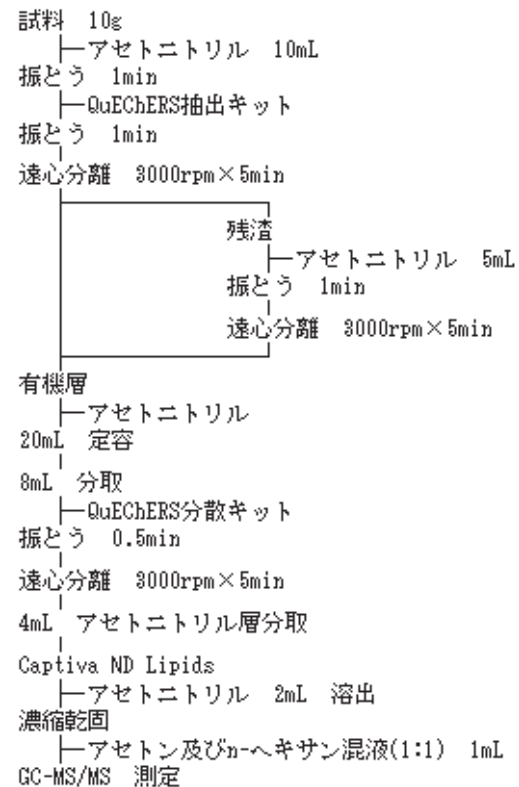 試料 10g
アセトニトリル 10mL
振とう 1min
QuEChERS抽出キット
振とう 1min
遠心分離 3000rpm×5min
残渣
アセトニトリル 5mL
振とう 1min
遠心分離 3000rpm×5min
有機層
アセトニトリル
20mL 定容
8mL 分取
QuEChERS分散キット
振とう 0.5min
遠心分離 3000rpm×5min
4mL アセトニトリル層分取
Captiva ND Lipids
アセトニトリル 2mL 溶出
濃縮乾固
アセトン及びn-ヘキサン混液(1:1) 1mL
GC-MS/MS 測定